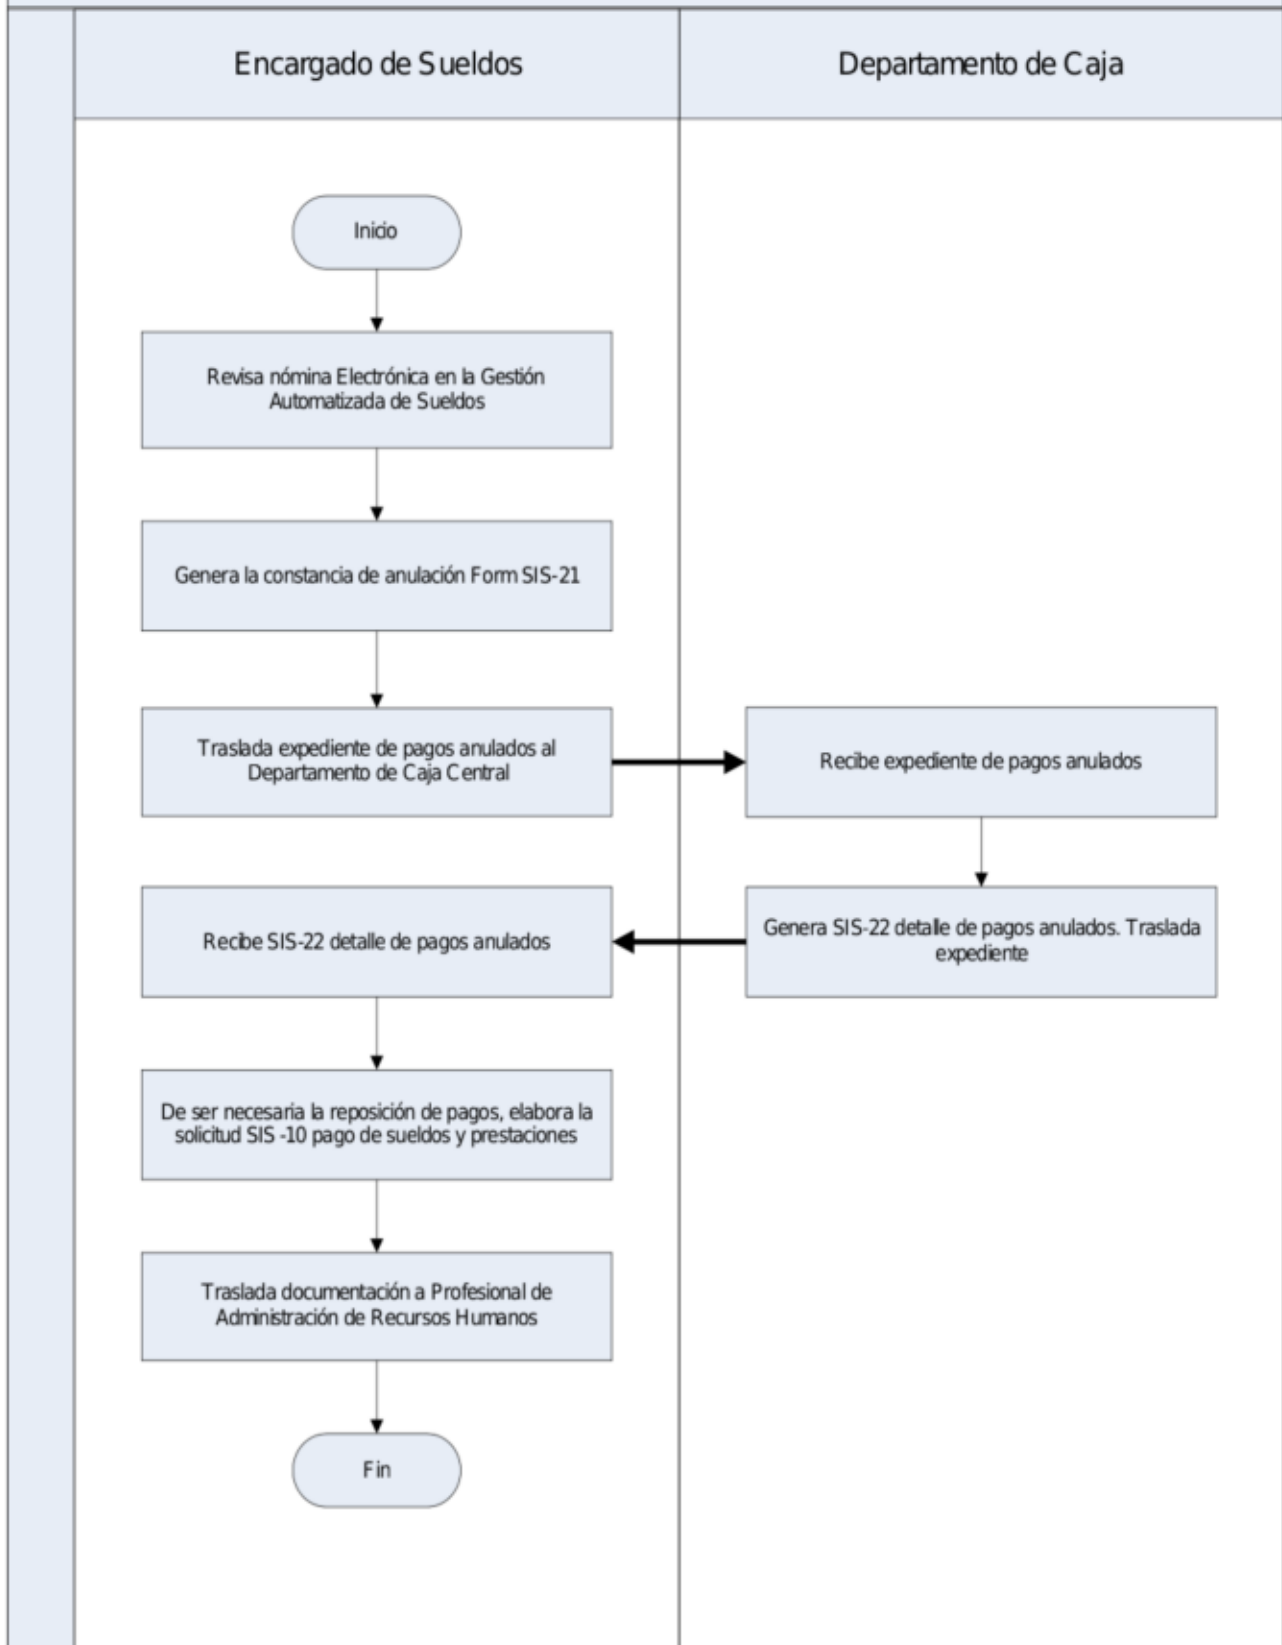 Encargado de Sueldos
Departamento de Caja
Inicio
Revisa nómina Electrónica en la Gestión
Automatizada de Sueldos
Genera la constancia de anulación Form SIS-21
Traslada expediente de pagos anulados al
Departamento de Caja Central
Recibe expediente de pagos anulados
Genera SIS-22 detalle de pagos anulados. Traslada
expediente
Recibe SIS-22 detalle de pagos anulados
De ser necesaria la reposición de pagos, elabora la
solicitud SIS -10 pago de sueldos y prestaciones
Traslada documentación a Profesional de
Administración de Recursos Humanos
Fin